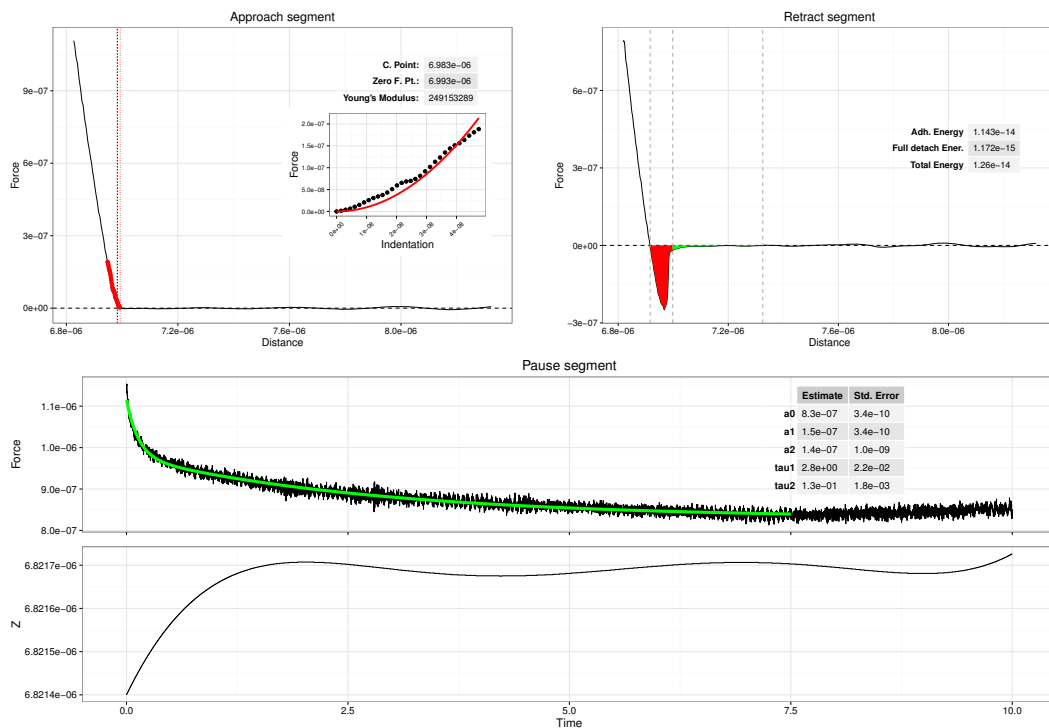 Approach segment
Retract segment
C. Point: 6.983e−06
Zero F. Pt.: 6.993e−06
Young's Modulus: 249153289
9e−07
6e−07
3e−07
0e+00
Force
6.8e−06 7.2e−06 7.6e−06 8.0e−06
Distance
2.0e−07
1.5e−07
1.0e−07
5.0e−08
0.0e+00
Force
0e+00 1e−08 2e−08 3e−08 4e−08
Indentation
6e−07
3e−07
0e+00
−3e−07
Force
Adh. Energy 1.143e−14
Full detach Ener. 1.172e−15
Total Energy 1.26e−14
6.8e−06 7.2e−06 7.6e−06 8.0e−06
Distance
Pause segment
1.1e−06
1.0e−06
9.0e−07
8.0e−07
Force
Estimate Std. Error
a0 8.3e−07 3.4e−10
a1 1.5e−07 3.4e−10
a2 1.4e−07 1.0e−09
tau1 2.8e+00 2.2e−02
tau2 1.3e−01 1.8e−03
6.8217e−06
6.8216e−06
6.8215e−06
6.8214e−06
Z
0.0 2.5 5.0 7.5 10.0
Time